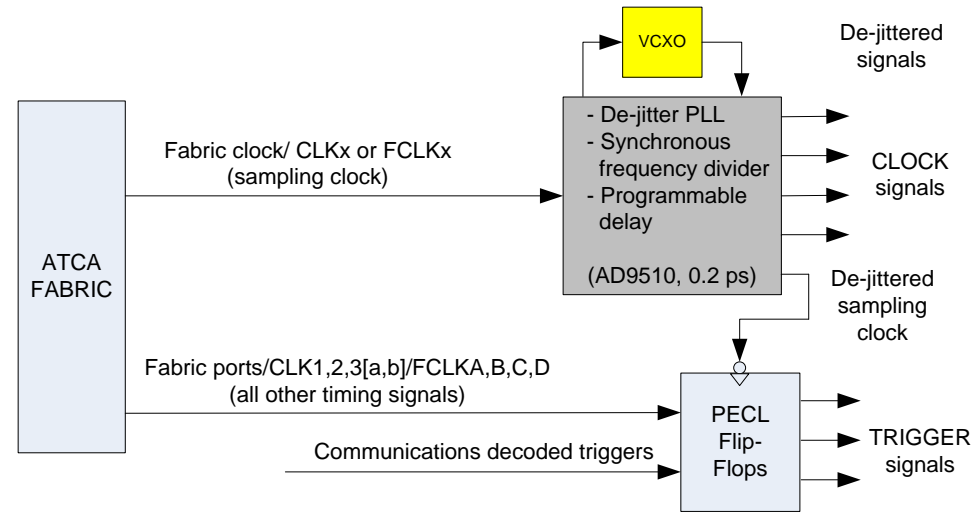 VCXO
De-jittered
signals
- De-jitter PLL
- Synchronous
frequency divider
- Programmable
delay
(AD9510, 0.2 ps)
Fabric clock/ CLKx or FCLKx
(sampling clock)
CLOCK
signals
ATCA
FABRIC
De-jittered
sampling
clock
Fabric ports/CLK1,2,3[a,b]/FCLKA,B,C,D
(all other timing signals)
PECL
Flip-
Flops
Communications decoded triggers
TRIGGER
signals